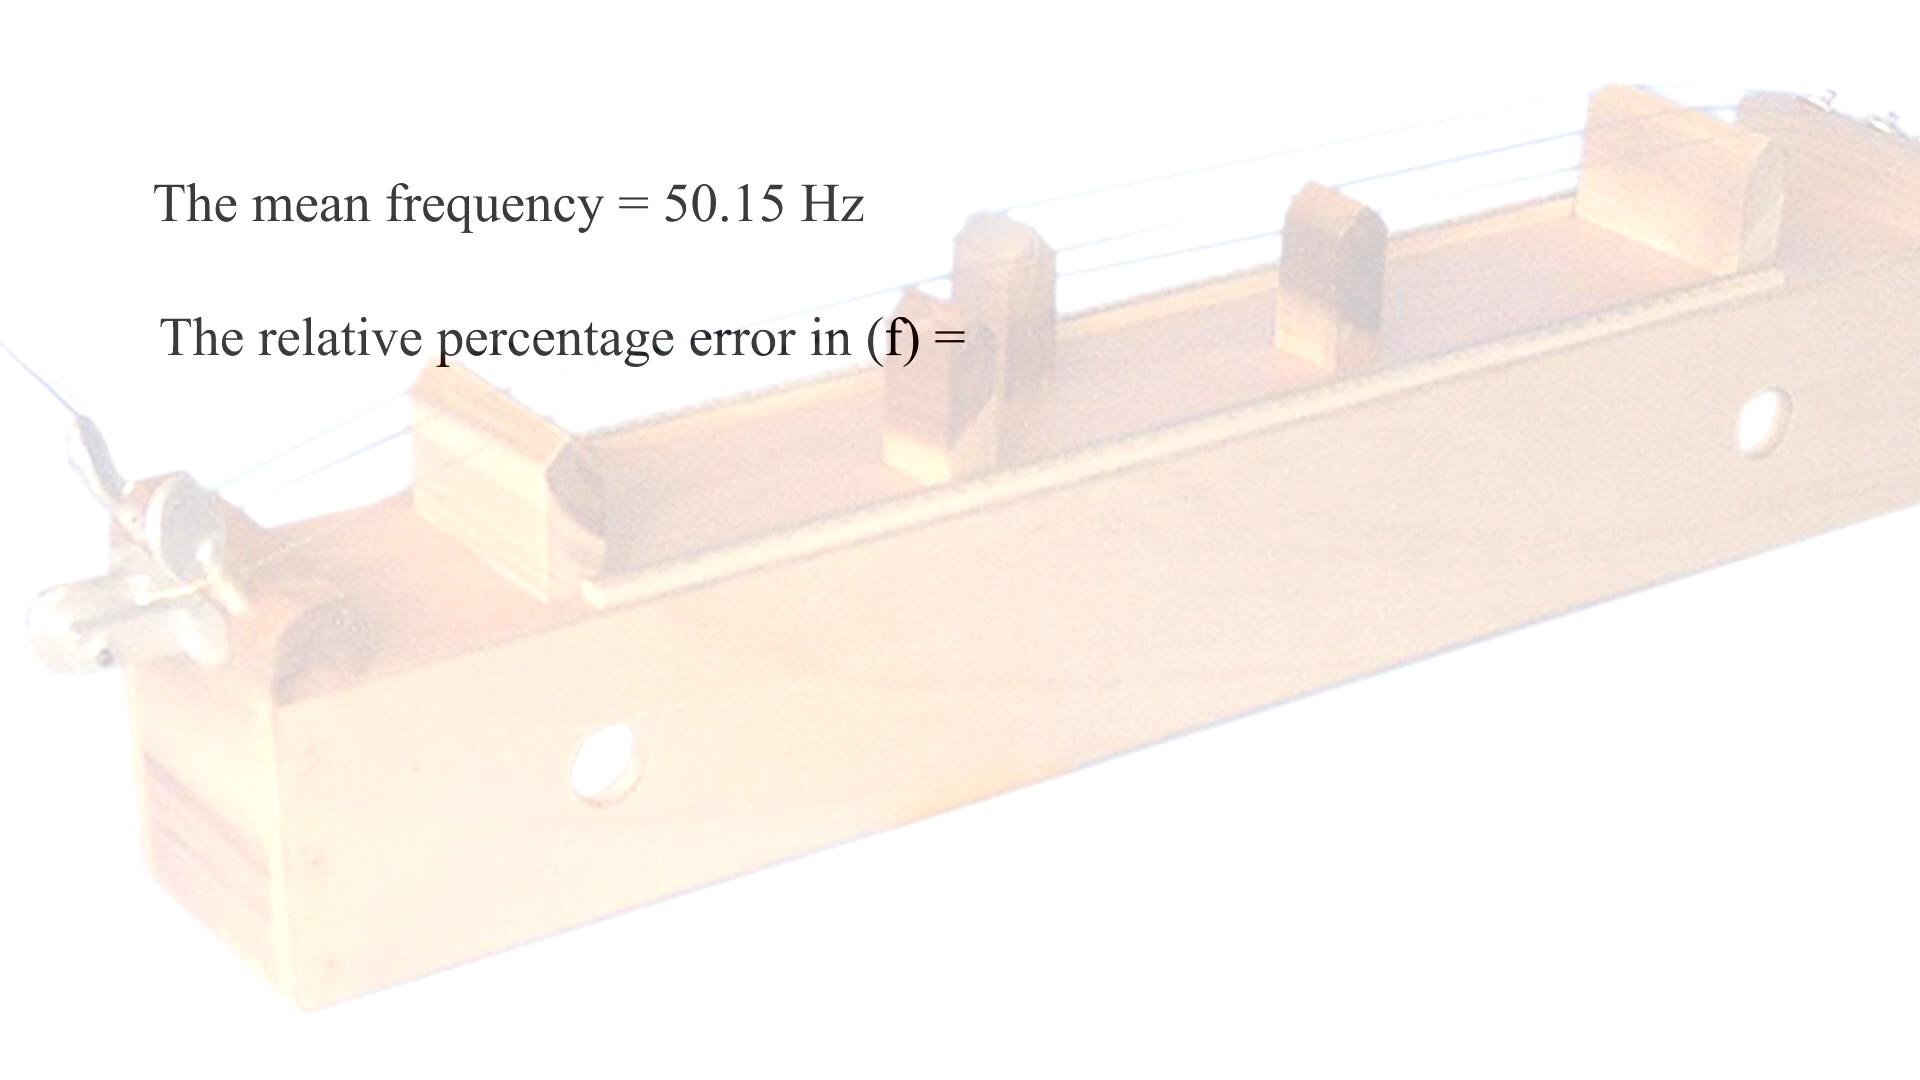 The mean frequency = 50.15 Hz
The relative percentage error in (f) =